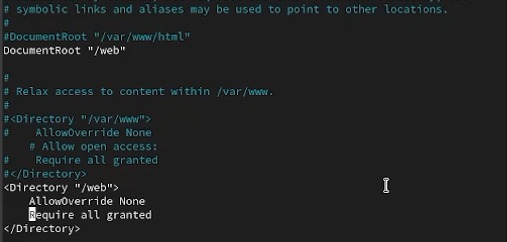 # symbolic links and aliases may be used to point to other locations.
#
#DocumentRoot "/var/www/html"
DocumentRoot "/web"
#
# Relax access to content within /var/www.
#
#<Directory "/var/www">
#    AllowOverride None
    # Allow open access:
#    Require all granted
#</Directory>
<Directory "/web">
    AllowOverride None
    Require all granted
</Directory>